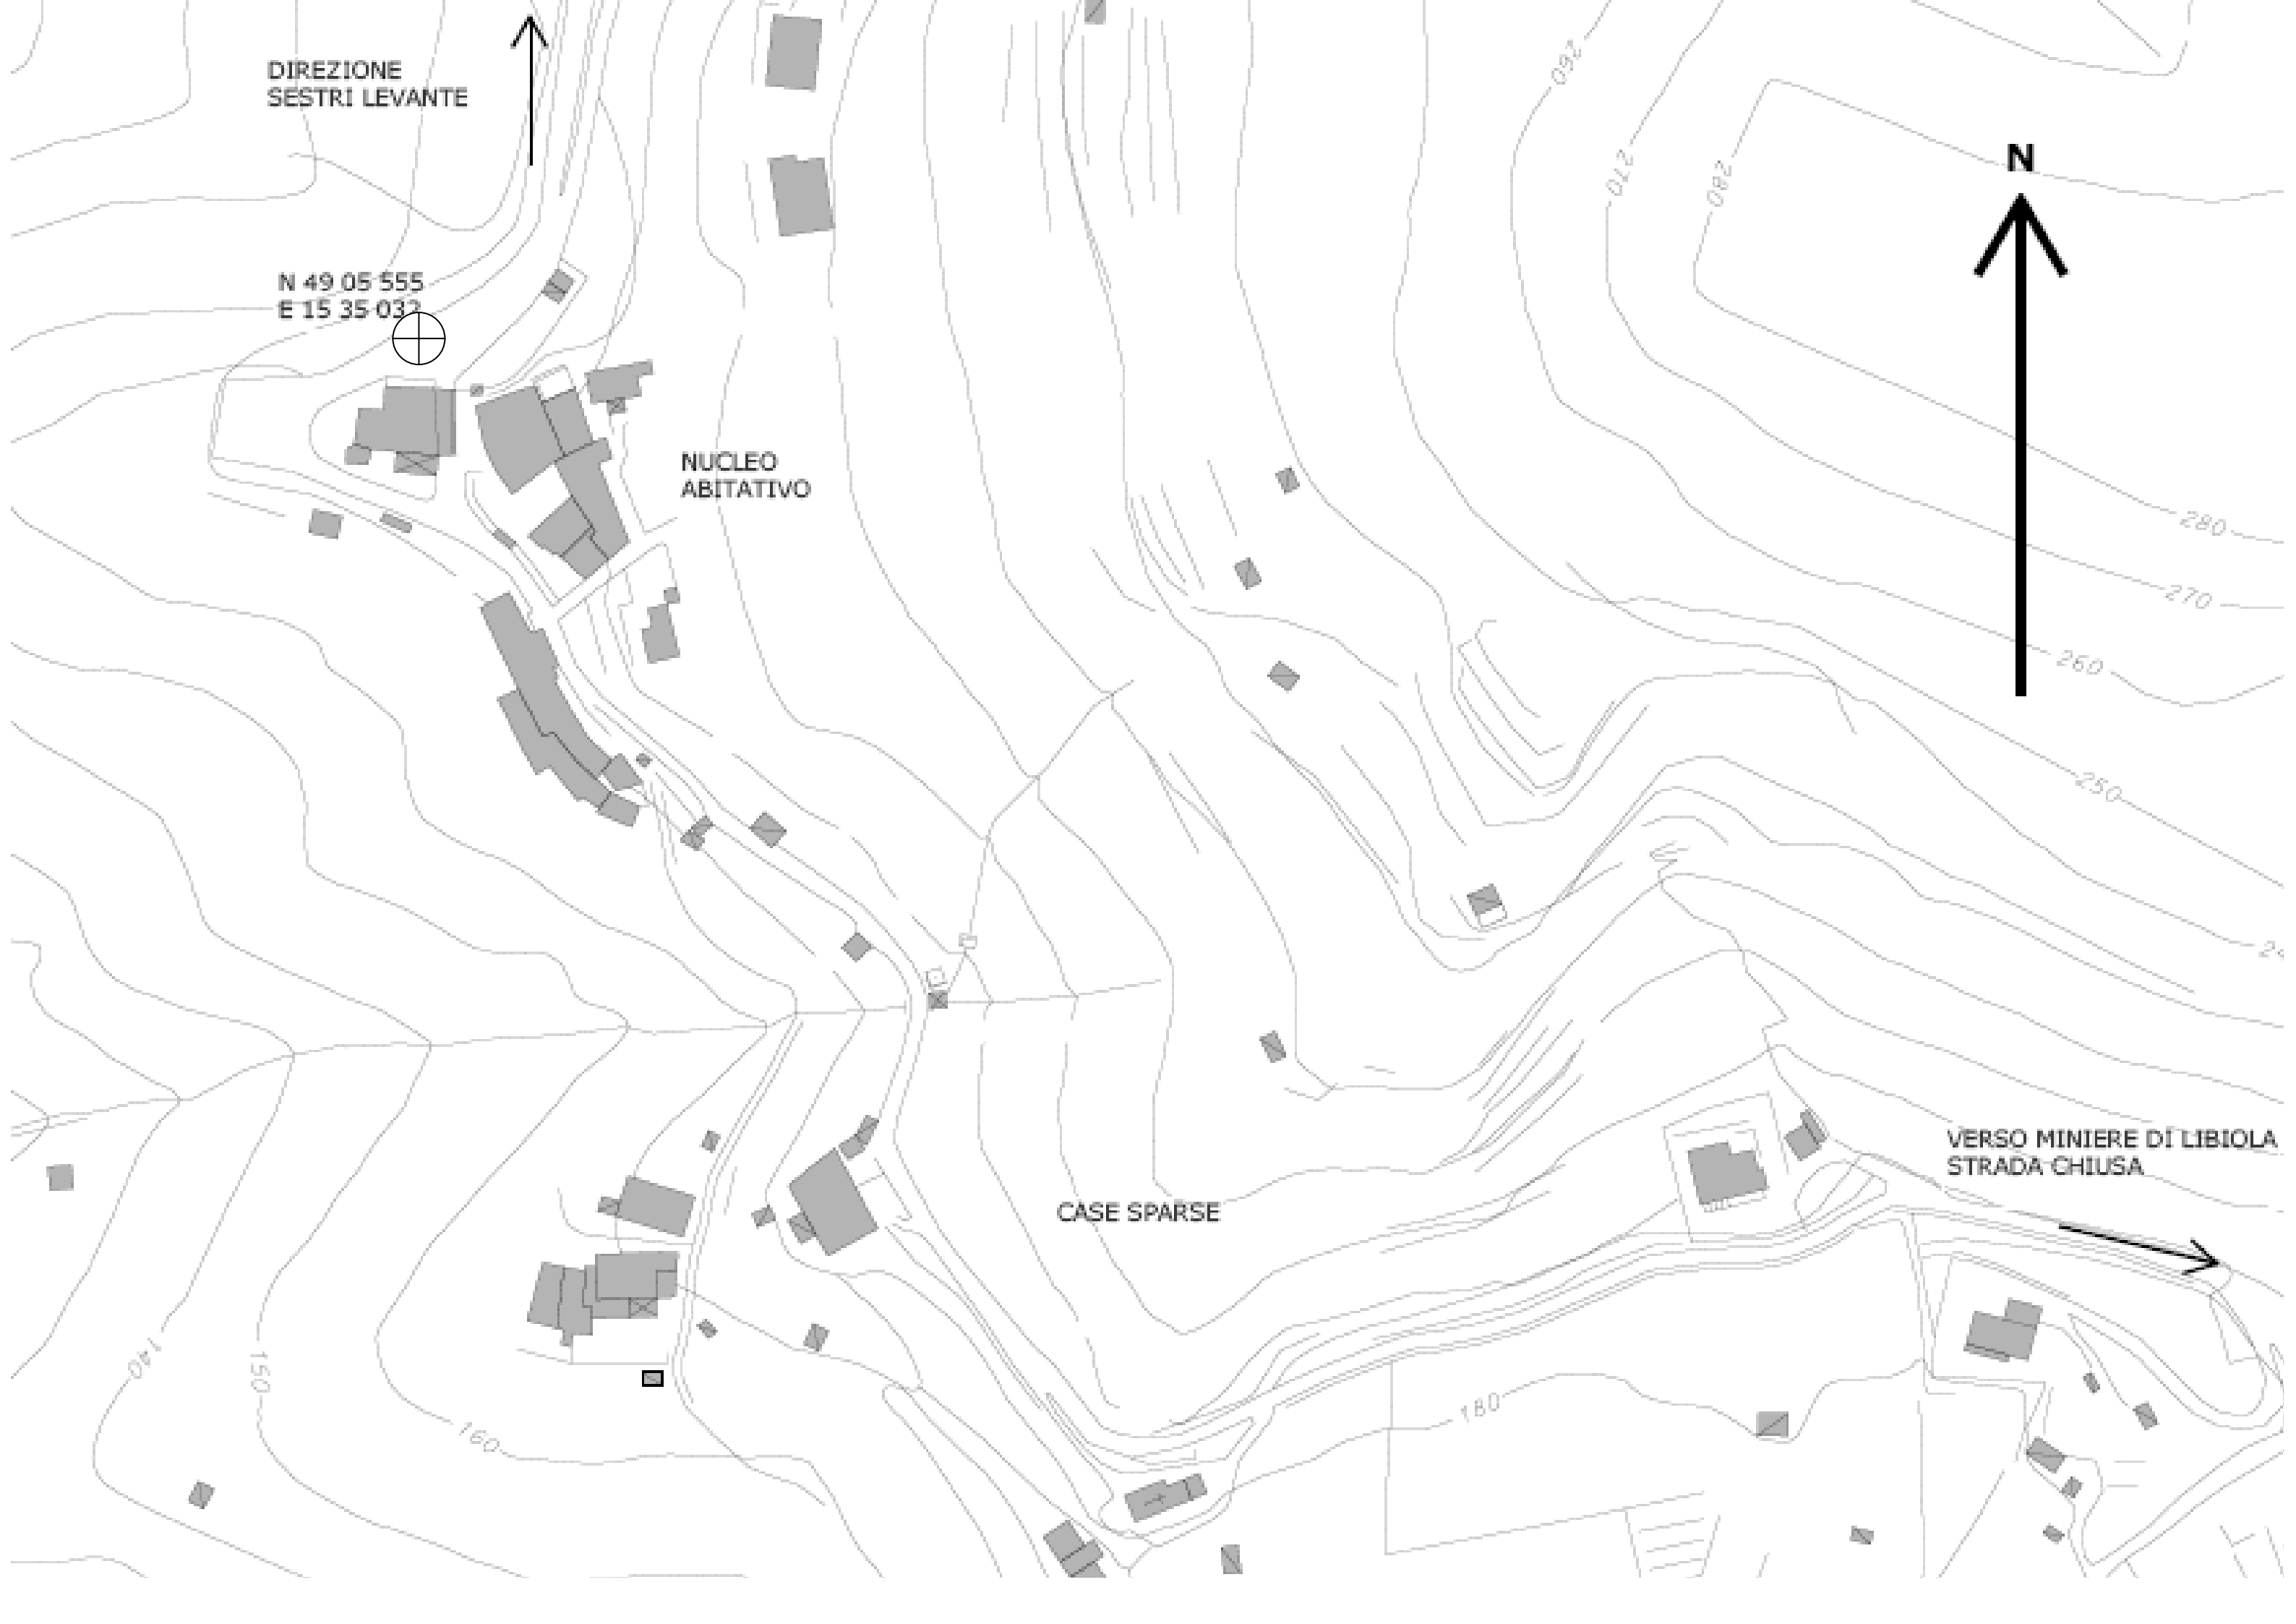 DIREZIONE
SESTRI LEVANTE
N
260
270
280
N 49 05 555
E 15 35 032
NUCLEO
ABITATIVO
280
270
260
250
24
VERSO MINIERE DI LIBIOLA
STRADA CHIUSA
CASE SPARSE
140
150
160
180